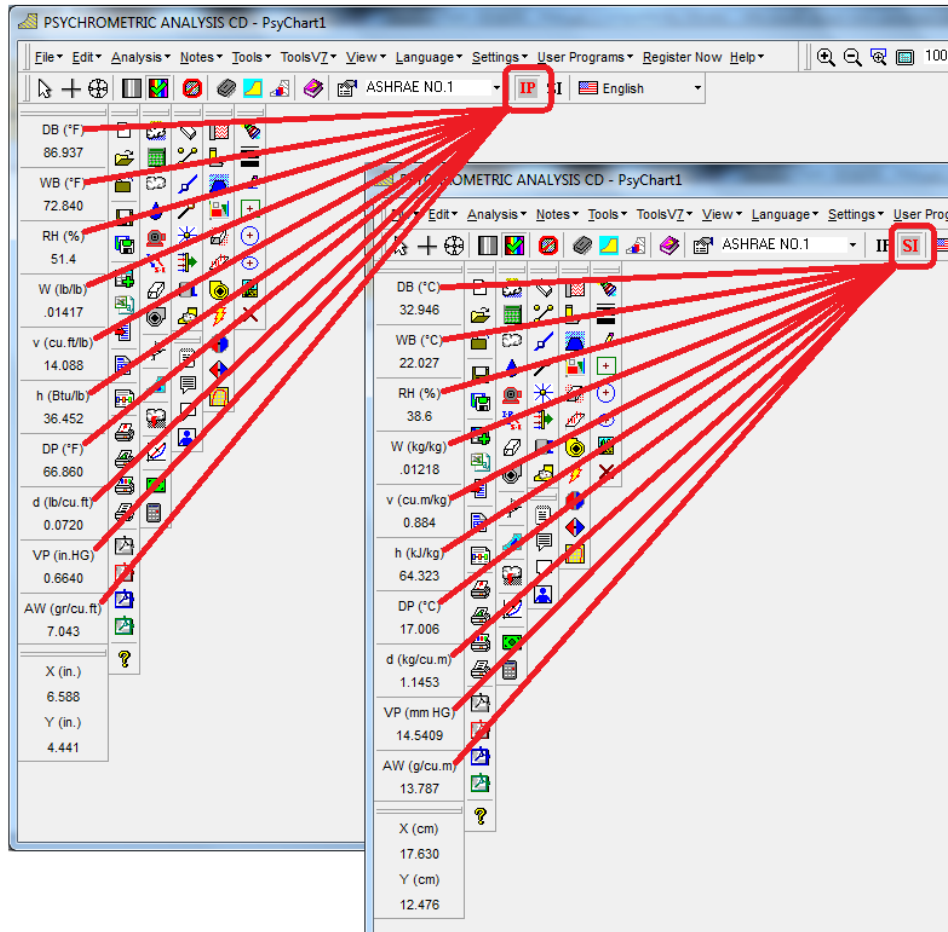 PSYCHROMETRIC ANALYSIS CD - PsyChart1
File Edit Analysis Notes Tools ToolsV7 View Language Settings User Programs Register Now Help 100
ASHRAE NO.1 IP SI English
DB (°F)
86.937
WB (°F)
72.840
RH (%)
51.4
W (lb/lb)
.01417
v (cu.ft/lb)
14.088
h (Btu/lb)
36.452
DP (°F)
66.860
d (lb/cu.ft)
0.0720
VP (in.HG)
0.6640
AW (gr/cu.ft)
7.043
X (in.)
6.588
Y (in.)
4.441
PSYCHROMETRIC ANALYSIS CD - PsyChart1
Edit Analysis Notes Tools ToolsV7 View Language Settings User Prog
ASHRAE NO.1 IP SI
DB (°C)
32.946
WB (°C)
22.027
RH (%)
38.6
W (kg/kg)
.01218
v (cu.m/kg)
0.884
h (kJ/kg)
64.323
DP (°C)
17.006
d (kg/cu.m)
1.1453
VP (mm HG)
14.5409
AW (g/cu.m)
13.787
X (cm)
17.630
Y (cm)
12.476